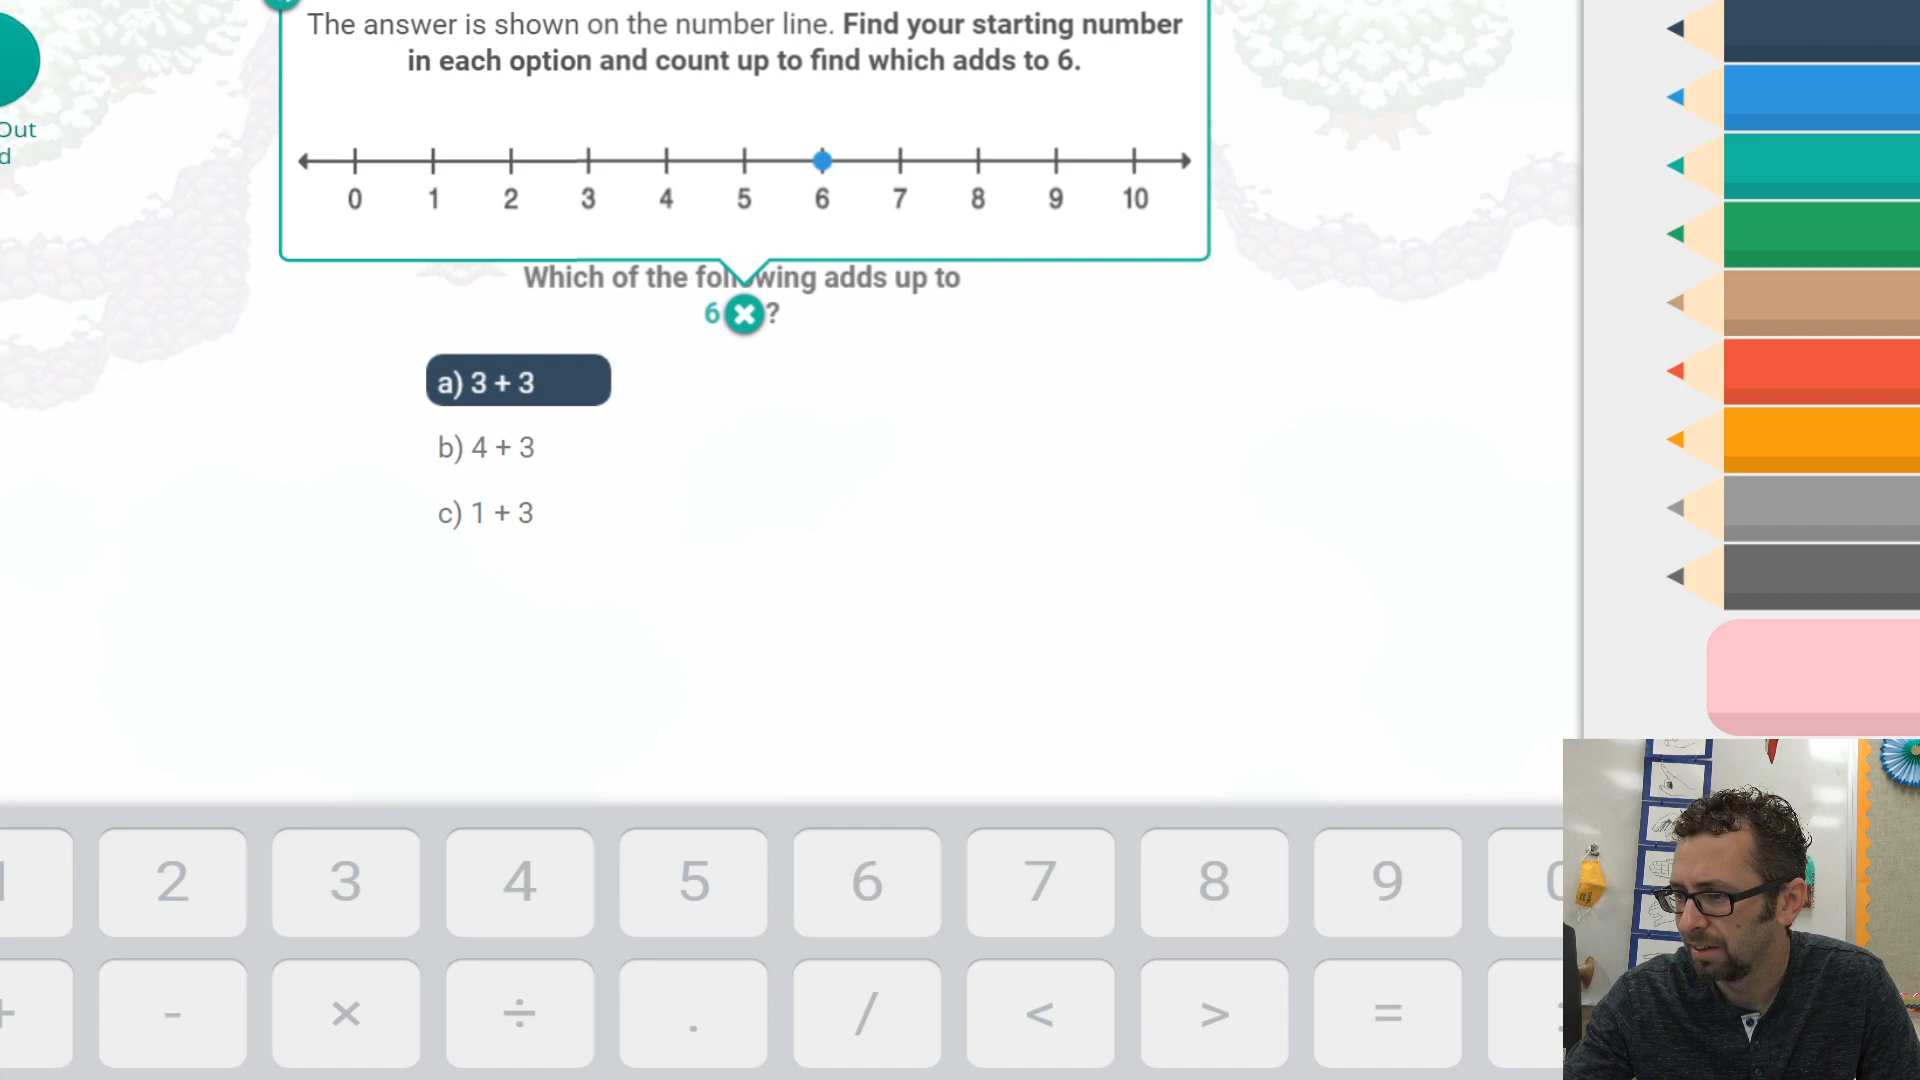 The answer is shown on the number line. Find your starting number
in each option and count up to find which adds to 6.
0 1 2 3 4 5 6 7 8 9 10
Out
d
Which of the following adds up to
6 ?
a) 3 + 3
b) 4 + 3
c) 1 + 3
1 2 3 4 5 6 7 8 9 0
+ - × ÷ . / < > = :